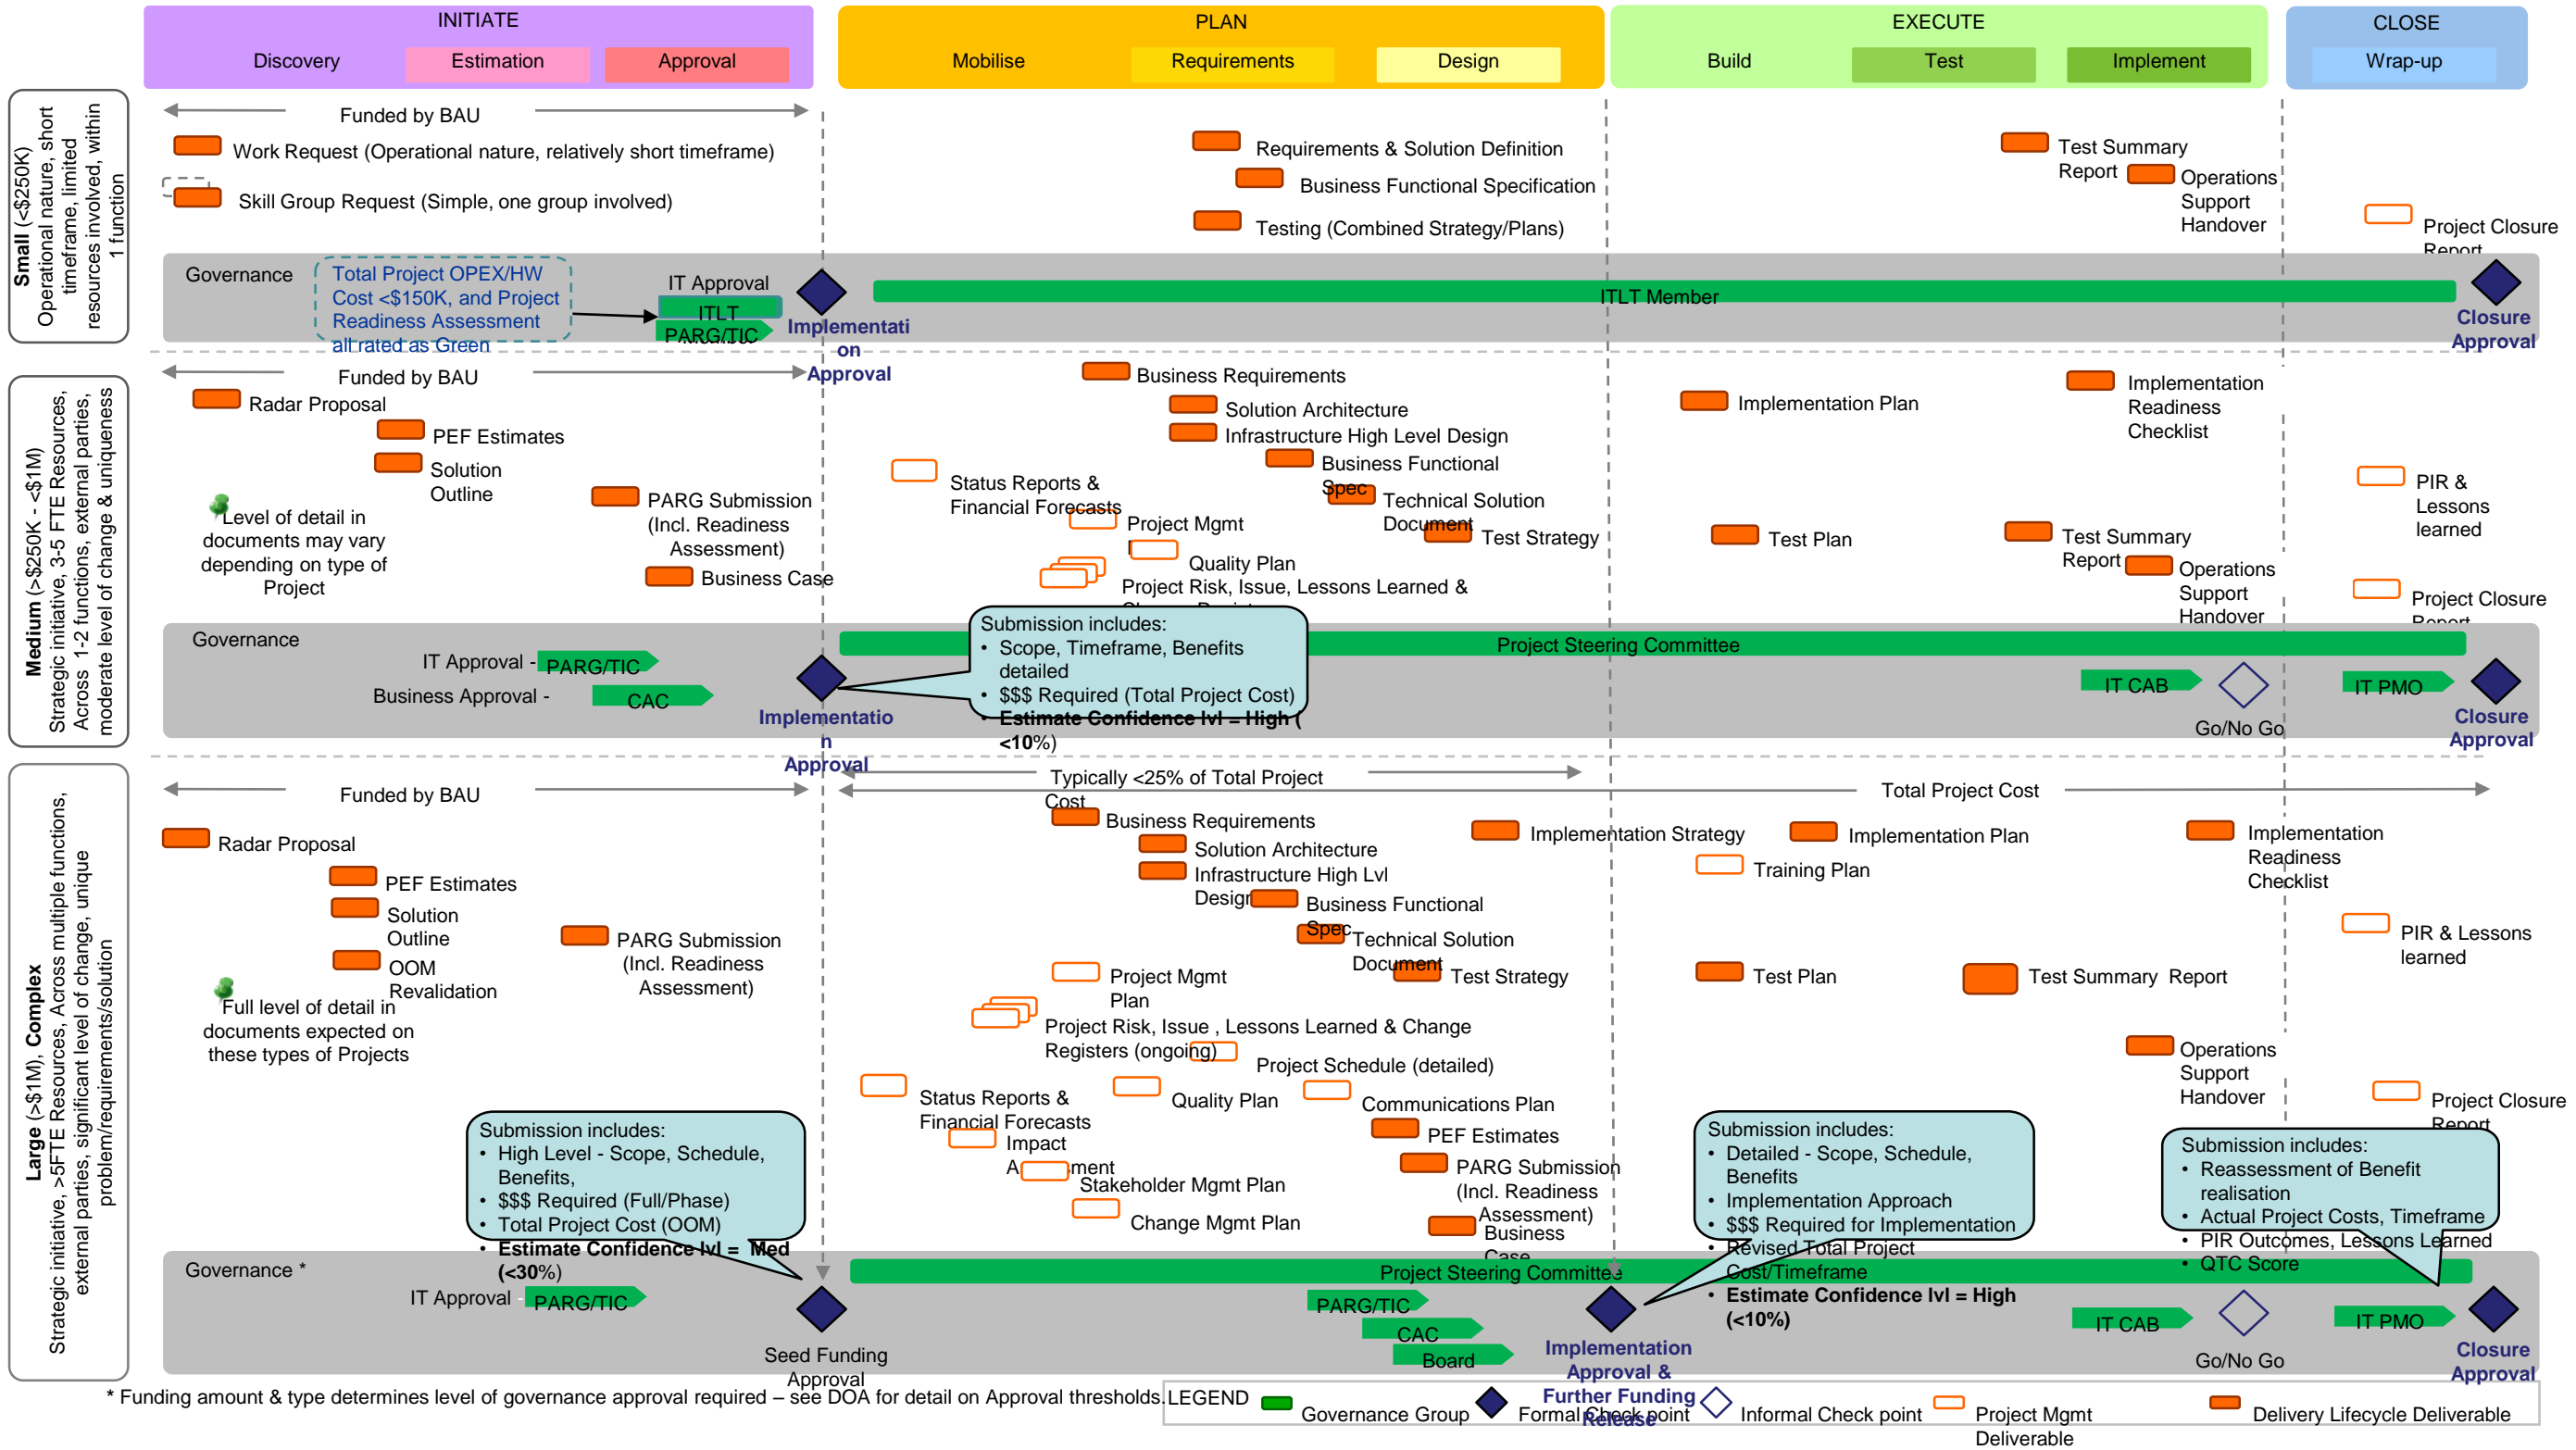 INITIATE
PLAN
EXECUTE
CLOSE
Discovery
Estimation
Approval
Mobilise
Requirements
Design
Build
Test
Implement
Wrap-up
Small (<$250K)
Operational nature, short
timeframe, limited
resources involved, within
1 function
Funded by BAU
Work Request (Operational nature, relatively short timeframe)
Skill Group Request (Simple, one group involved)
Requirements & Solution Definition
Business Functional Specification
Testing (Combined Strategy/Plans)
Test Summary
Report
Operations
Support
Handover
Project Closure
Report
Governance
Total Project OPEX/HW
Cost <$150K, and Project
Readiness Assessment
all rated as Green
IT Approval
ITLT
PARG/TIC
Implementati
on
Approval
ITLT Member
Closure
Approval
Medium (>$250K - <$1M)
Strategic initiative, 3-5 FTE Resources,
Across 1-2 functions, external parties,
moderate level of change & uniqueness
Funded by BAU
Radar Proposal
PEF Estimates
Solution
Outline
PARG Submission
(Incl. Readiness
Assessment)
Business Case
Level of detail in
documents may vary
depending on type of
Project
Business Requirements
Solution Architecture
Infrastructure High Level Design
Business Functional
Spec
Technical Solution
Document
Test Strategy
Status Reports &
Financial Forecasts
Project Mgmt
Quality Plan
Project Risk, Issue, Lessons Learned &
Implementation Plan
Test Plan
Implementation
Readiness
Checklist
Test Summary
Report
Operations
Support
Handover
PIR &
Lessons
learned
Project Closure
Report
Governance
IT Approval -
PARG/TIC
Business Approval -
CAC
Implementatio
n
Approval
Submission includes:
• Scope, Timeframe, Benefits
detailed
• $$$ Required (Total Project Cost)
• Estimate Confidence lvl = High (
<10%)
Project Steering Committee
IT CAB
Go/No Go
IT PMO
Closure
Approval
Large (>$1M), Complex
Strategic initiative, >5FTE Resources, Across multiple functions,
external parties, significant level of change, unique
problem/requirements/solution
Funded by BAU
Typically <25% of Total Project
Cost
Total Project Cost
Radar Proposal
PEF Estimates
Solution
Outline
OOM
Revalidation
PARG Submission
(Incl. Readiness
Assessment)
Full level of detail in
documents expected on
these types of Projects
Business Requirements
Solution Architecture
Infrastructure High Lvl
Design
Business Functional
Spec
Technical Solution
Document
Test Strategy
Implementation Strategy
Project Mgmt
Plan
Project Risk, Issue , Lessons Learned & Change
Registers (ongoing)
Project Schedule (detailed)
Status Reports &
Financial Forecasts
Quality Plan
Communications Plan
Impact
Stakeholder Mgmt Plan
Change Mgmt Plan
PEF Estimates
PARG Submission
(Incl. Readiness
Assessment)
Business
Case
Implementation Plan
Training Plan
Test Plan
Test Summary Report
Implementation
Readiness
Checklist
PIR & Lessons
learned
Operations
Support
Handover
Project Closure
Report
Submission includes:
• High Level - Scope, Schedule,
Benefits,
• $$$ Required (Full/Phase)
• Total Project Cost (OOM)
• Estimate Confidence lvl = Med
(<30%)
Submission includes:
• Detailed - Scope, Schedule,
Benefits
• Implementation Approach
• $$$ Required for Implementation
• Revised Total Project
Cost/Timeframe
• Estimate Confidence lvl = High
(<10%)
Submission includes:
• Reassessment of Benefit
realisation
• Actual Project Costs, Timeframe
• PIR Outcomes, Lessons Learned
• QTC Score
Governance *
IT Approval -
PARG/TIC
Seed Funding
Approval
Project Steering Committee
PARG/TIC
CAC
Board
Implementation
Approval &
Further Funding
Release
IT CAB
Go/No Go
IT PMO
Closure
Approval
* Funding amount & type determines level of governance approval required – see DOA for detail on Approval thresholds.
LEGEND
Governance Group
Formal Check point
Informal Check point
Project Mgmt
Deliverable
Delivery Lifecycle Deliverable